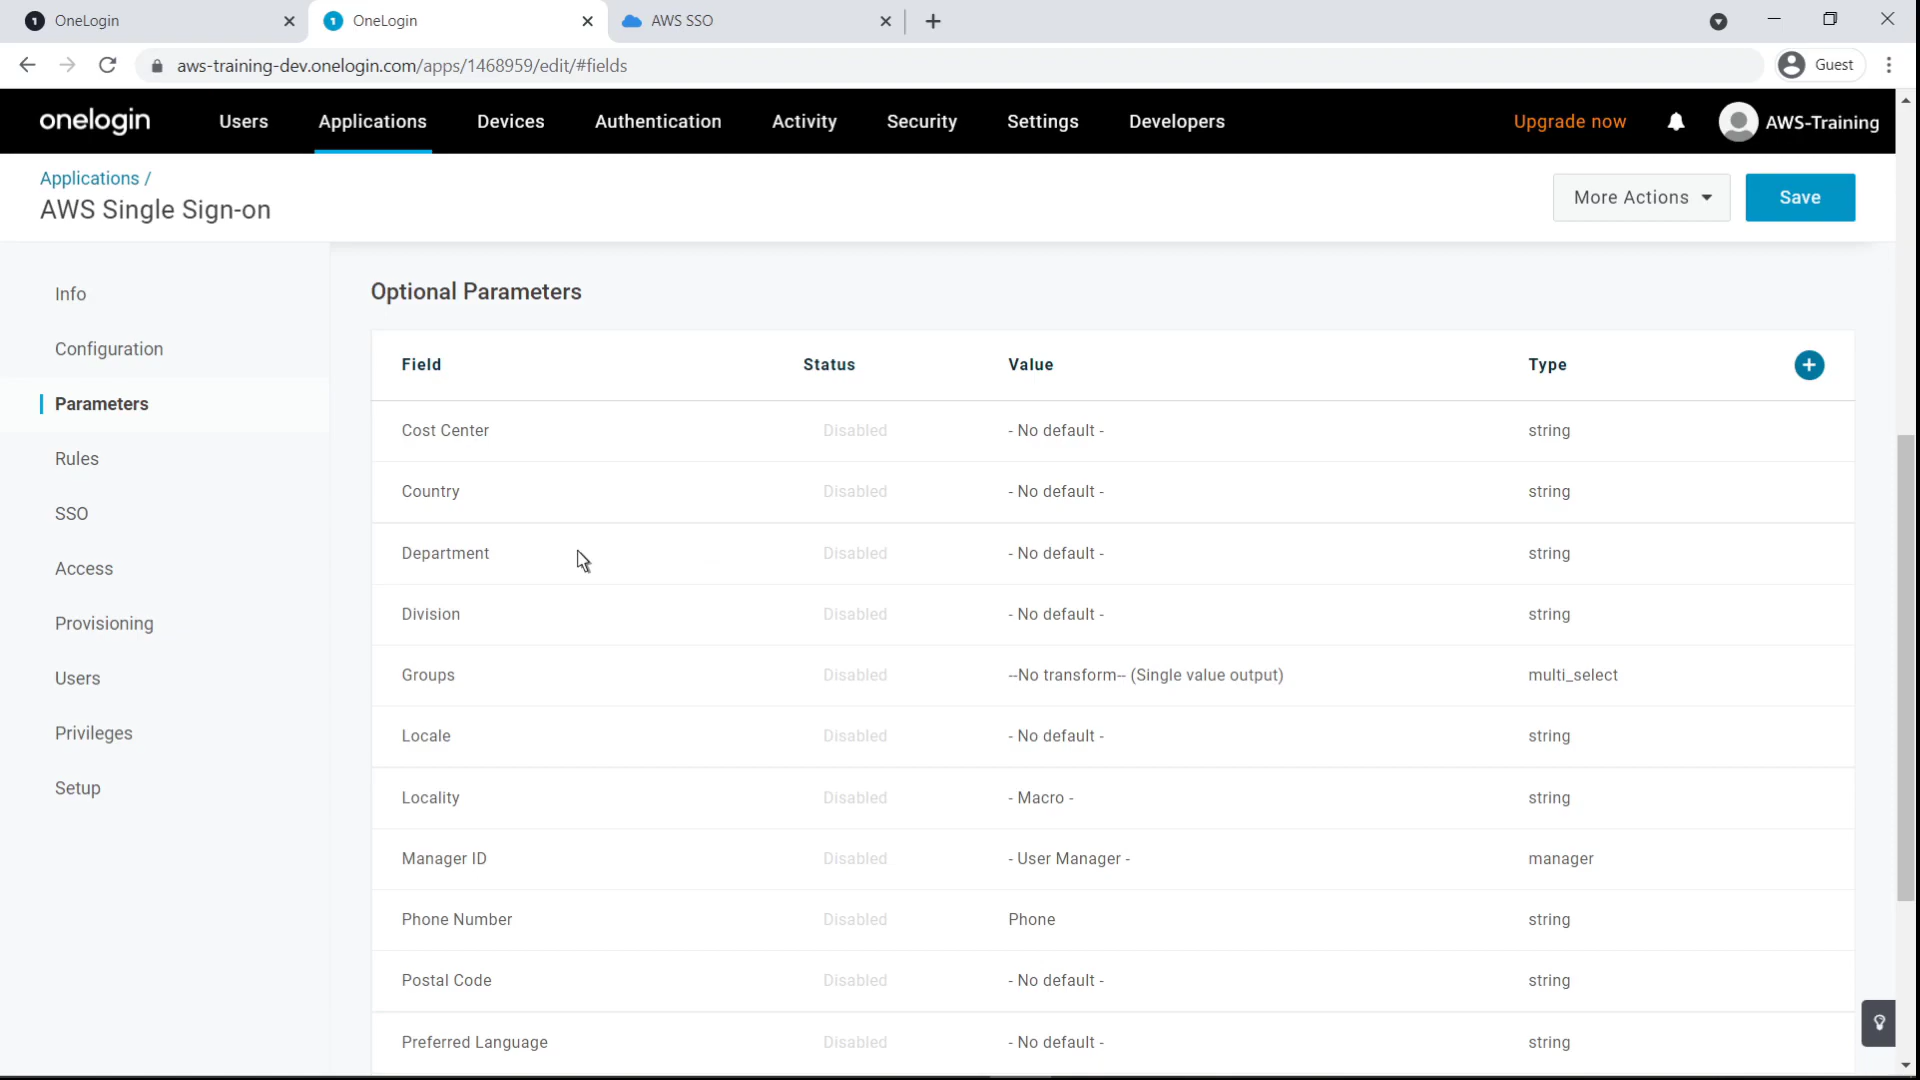 OneLogin OneLogin AWS SSO
aws-training-dev.onelogin.com/apps/1468959/edit/#fields Guest
onelogin Users Applications Devices Authentication Activity Security Settings Developers Upgrade now AWS-Training
Applications /
AWS Single Sign-on
More Actions Save
Info
Configuration
Parameters
Rules
SSO
Access
Provisioning
Users
Privileges
Setup
Optional Parameters
Field Status Value Type
Cost Center Disabled - No default - string
Country Disabled - No default - string
Department Disabled - No default - string
Division Disabled - No default - string
Groups Disabled --No transform-- (Single value output) multi_select
Locale Disabled - No default - string
Locality Disabled - Macro - string
Manager ID Disabled - User Manager - manager
Phone Number Disabled Phone string
Postal Code Disabled - No default - string
Preferred Language Disabled - No default - string